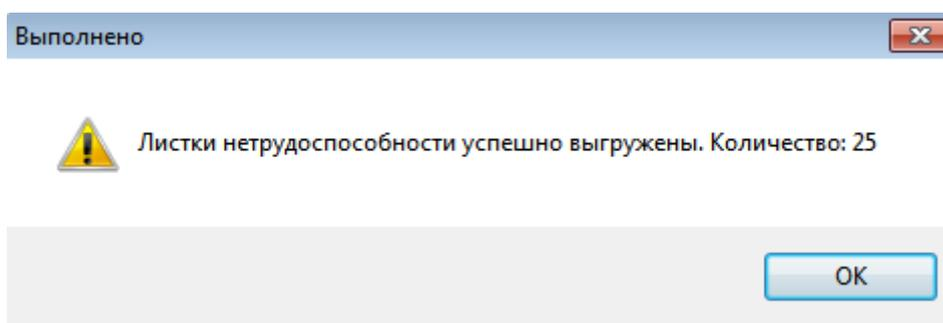 Выполнено
Листки нетрудоспособности успешно выгружены. Количество: 25
OK